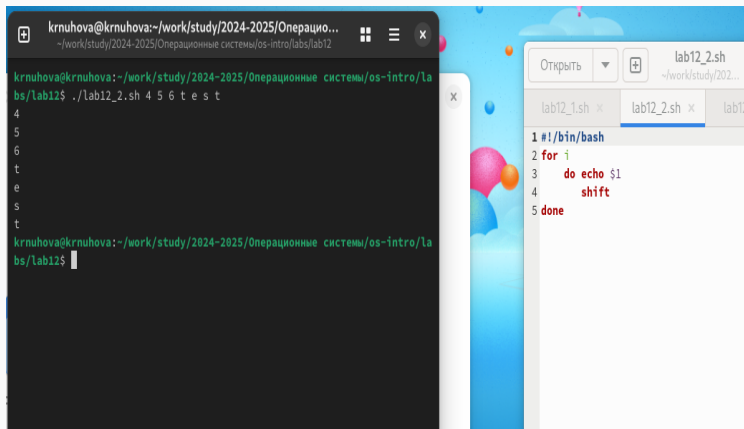 krnuhova@krnuhova:~/work/study/2024-2025/Операцио...
~/work/study/2024-2025/Операционные системы/os-intro/labs/lab12
krnuhova@krnuhova:~/work/study/2024-2025/Операционные системы/os-intro/la
bs/lab12$ ./lab12_2.sh 4 5 6 t e s t
4
5
6
t
e
s
t
krnuhova@krnuhova:~/work/study/2024-2025/Операционные системы/os-intro/la
bs/lab12$
Открыть
lab12_2.sh
~/work/study/202...
lab12_1.sh × lab12_2.sh × lab12
1 #!/bin/bash
2 for i
3 do echo $1
4 shift
5 done